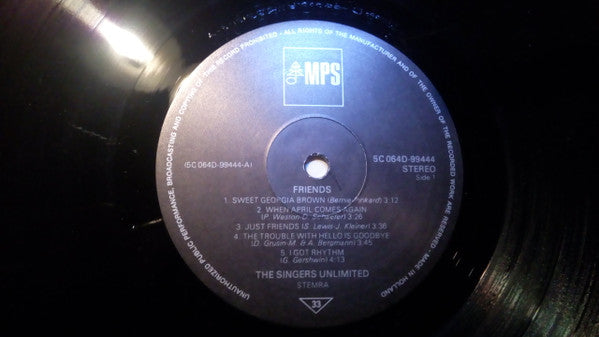 UNAUTHORIZED PUBLIC PERFORMANCE, BROADCASTING AND COPYING OF THIS RECORD PROHIBITED - ALL RIGHTS OF THE MANUFACTURER AND OF THE OWNER OF THE RECORDED WORK ARE RESERVED - MADE IN HOLLAND
MPS
(5C 064D-99444-A)
5C 064D-99444
STEREO
Side 1
FRIENDS
1. SWEET GEORGIA BROWN (Bernie-Pinkard) 3:12
2. WHEN APRIL COMES AGAIN
(P. Weston-D. 3:26
3. JUST FRIENDS (S. Lewis-J. Kleiner) 3:36
4. THE TROUBLE WITH HELLO IS GOODBYE
(D. Grusin-M. & A. Bergmann) 3:45
5. I GOT RHYTHM
(G. Gershwin) 4:13
THE SINGERS UNLIMITED
STEMRA
33